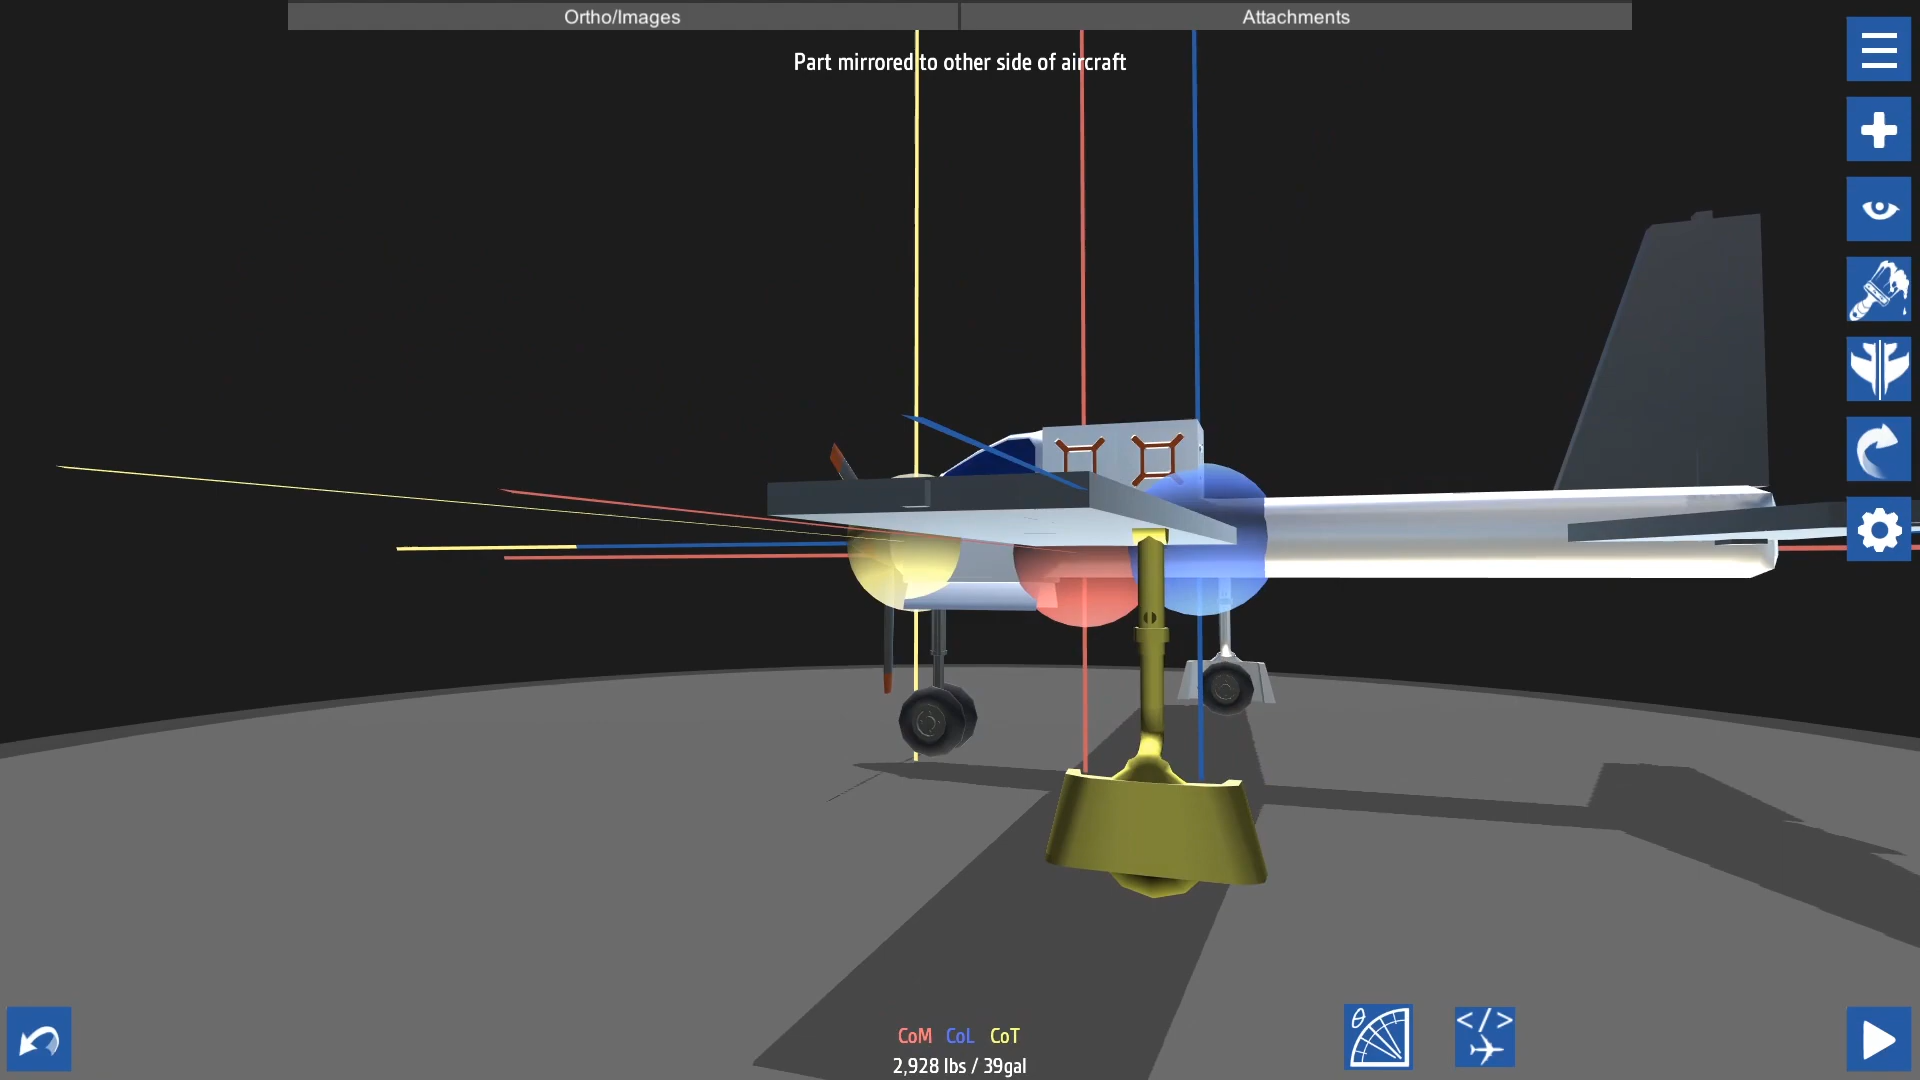 Ortho/Images
Attachments
Part mirrored to other side of aircraft
CoM CoL CoT
2,928 lbs / 39gal
θ
</>